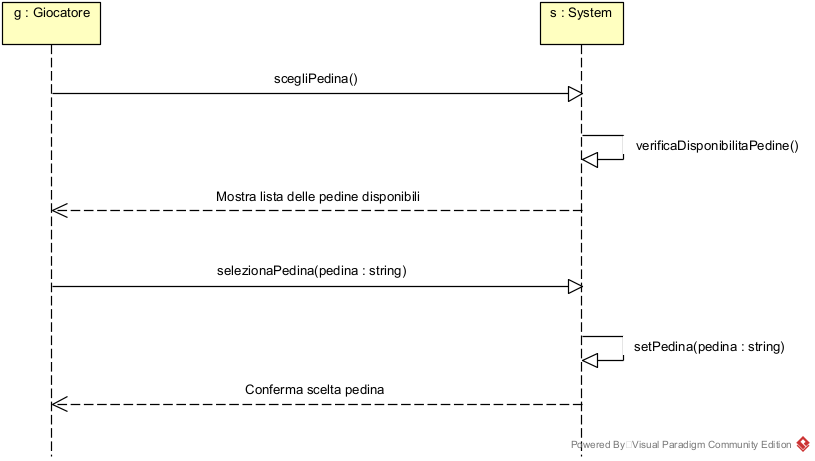 g : Giocatore
s : System
scegliPedina()
verificaDisponibilitaPedine()
Mostra lista delle pedine disponibili
selezionaPedina(pedina : string)
setPedina(pedina : string)
Conferma scelta pedina
Powered By Visual Paradigm Community Edition